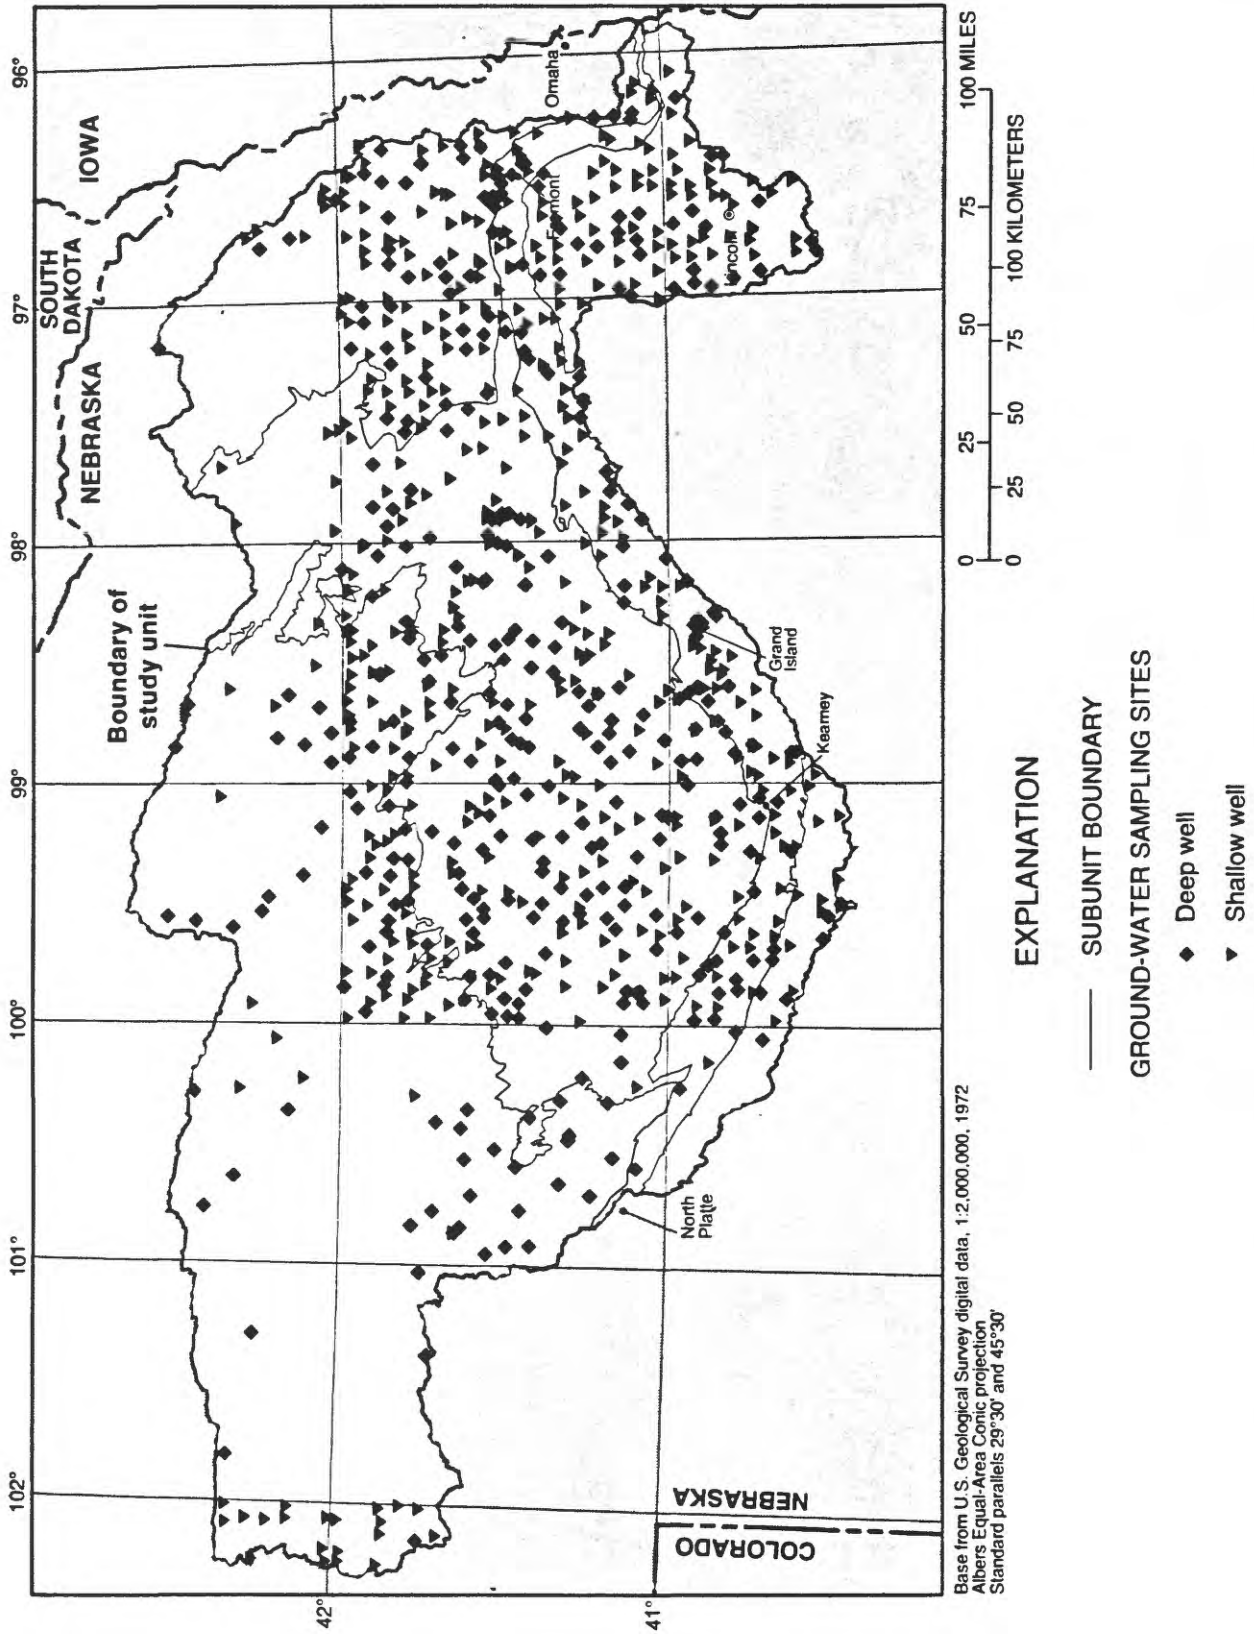 102°
101°
100°
99°
98°
97°
96°
42°
41°
SOUTH
DAKOTA
IOWA
NEBRASKA
Boundary of
study unit
Omaha
Fremont
Lincoln
Grand
Island
Kearney
North
Platte
COLORADO
NEBRASKA
Base from U.S. Geological Survey digital data, 1:2,000,000, 1972
Albers Equal-Area Conic projection
Standard parallels 29°30' and 45°30'
0 25 50 75 100 MILES
0 25 50 75 100 KILOMETERS
EXPLANATION
SUBUNIT BOUNDARY
GROUND-WATER SAMPLING SITES
Deep well
Shallow well